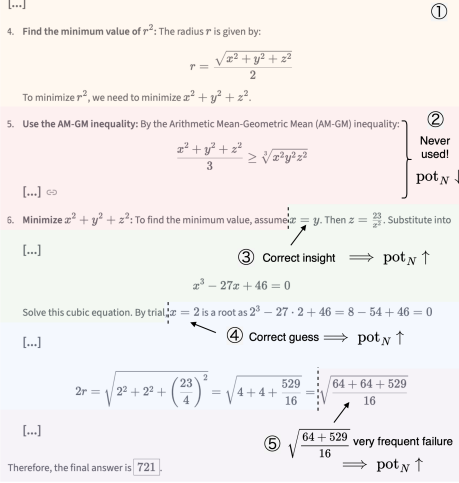 [...]
①
4. Find the minimum value of r²: The radius r is given by:
r = √(x² + y² + z²) / 2
To minimize r², we need to minimize x² + y² + z².
5. Use the AM-GM inequality: By the Arithmetic Mean-Geometric Mean (AM-GM) inequality:
(x² + y² + z²) / 3 ≥ ∛(x²y²z²)
②
Never
used!
pot_N ↓
[...]
6. Minimize x² + y² + z²: To find the minimum value, assume x = y. Then z = 23/x². Substitute into
[...]
③ Correct insight ⟹ pot_N ↑
x³ − 27x + 46 = 0
Solve this cubic equation. By trial, x = 2 is a root as 2³ − 27 · 2 + 46 = 8 − 54 + 46 = 0
[...]
④ Correct guess ⟹ pot_N ↑
2r = √(2² + 2² + (23/4)²) = √(4 + 4 + 529/16) = √((64 + 64 + 529)/16)
[...]
⑤ √((64 + 529)/16) very frequent failure
⟹ pot_N ↑
Therefore, the final answer is 721.